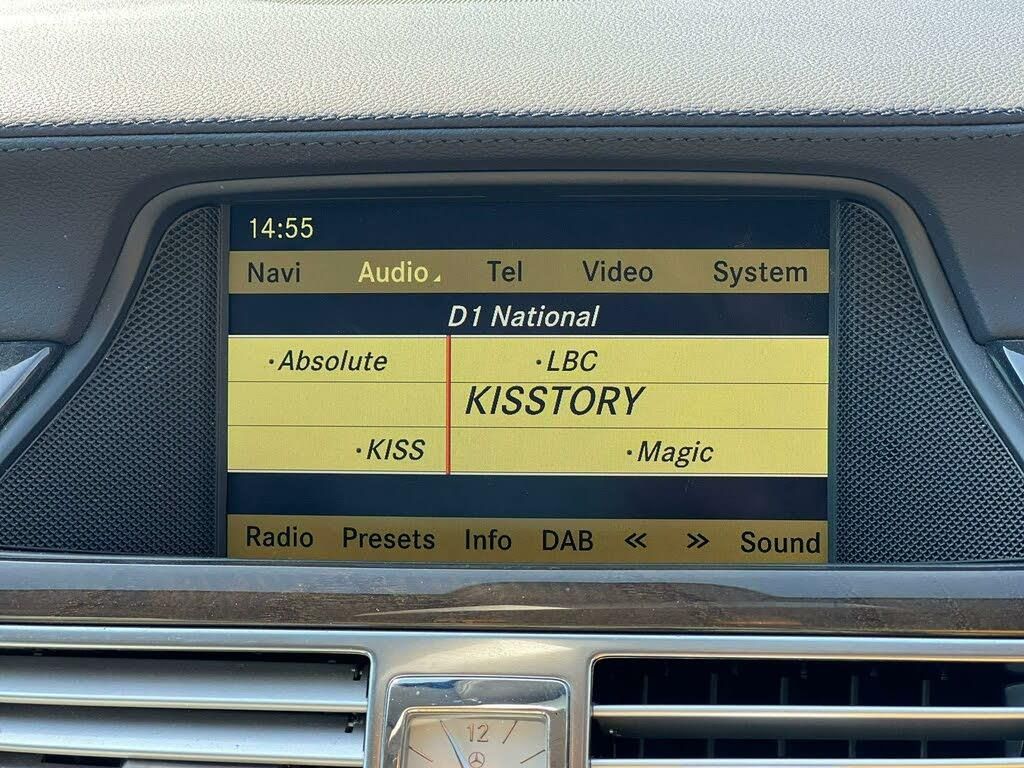 14:55
Navi Audio Tel Video System
D1 National
·Absolute ·LBC
KISSTORY
·KISS ·Magic
Radio Presets Info DAB << >> Sound
12